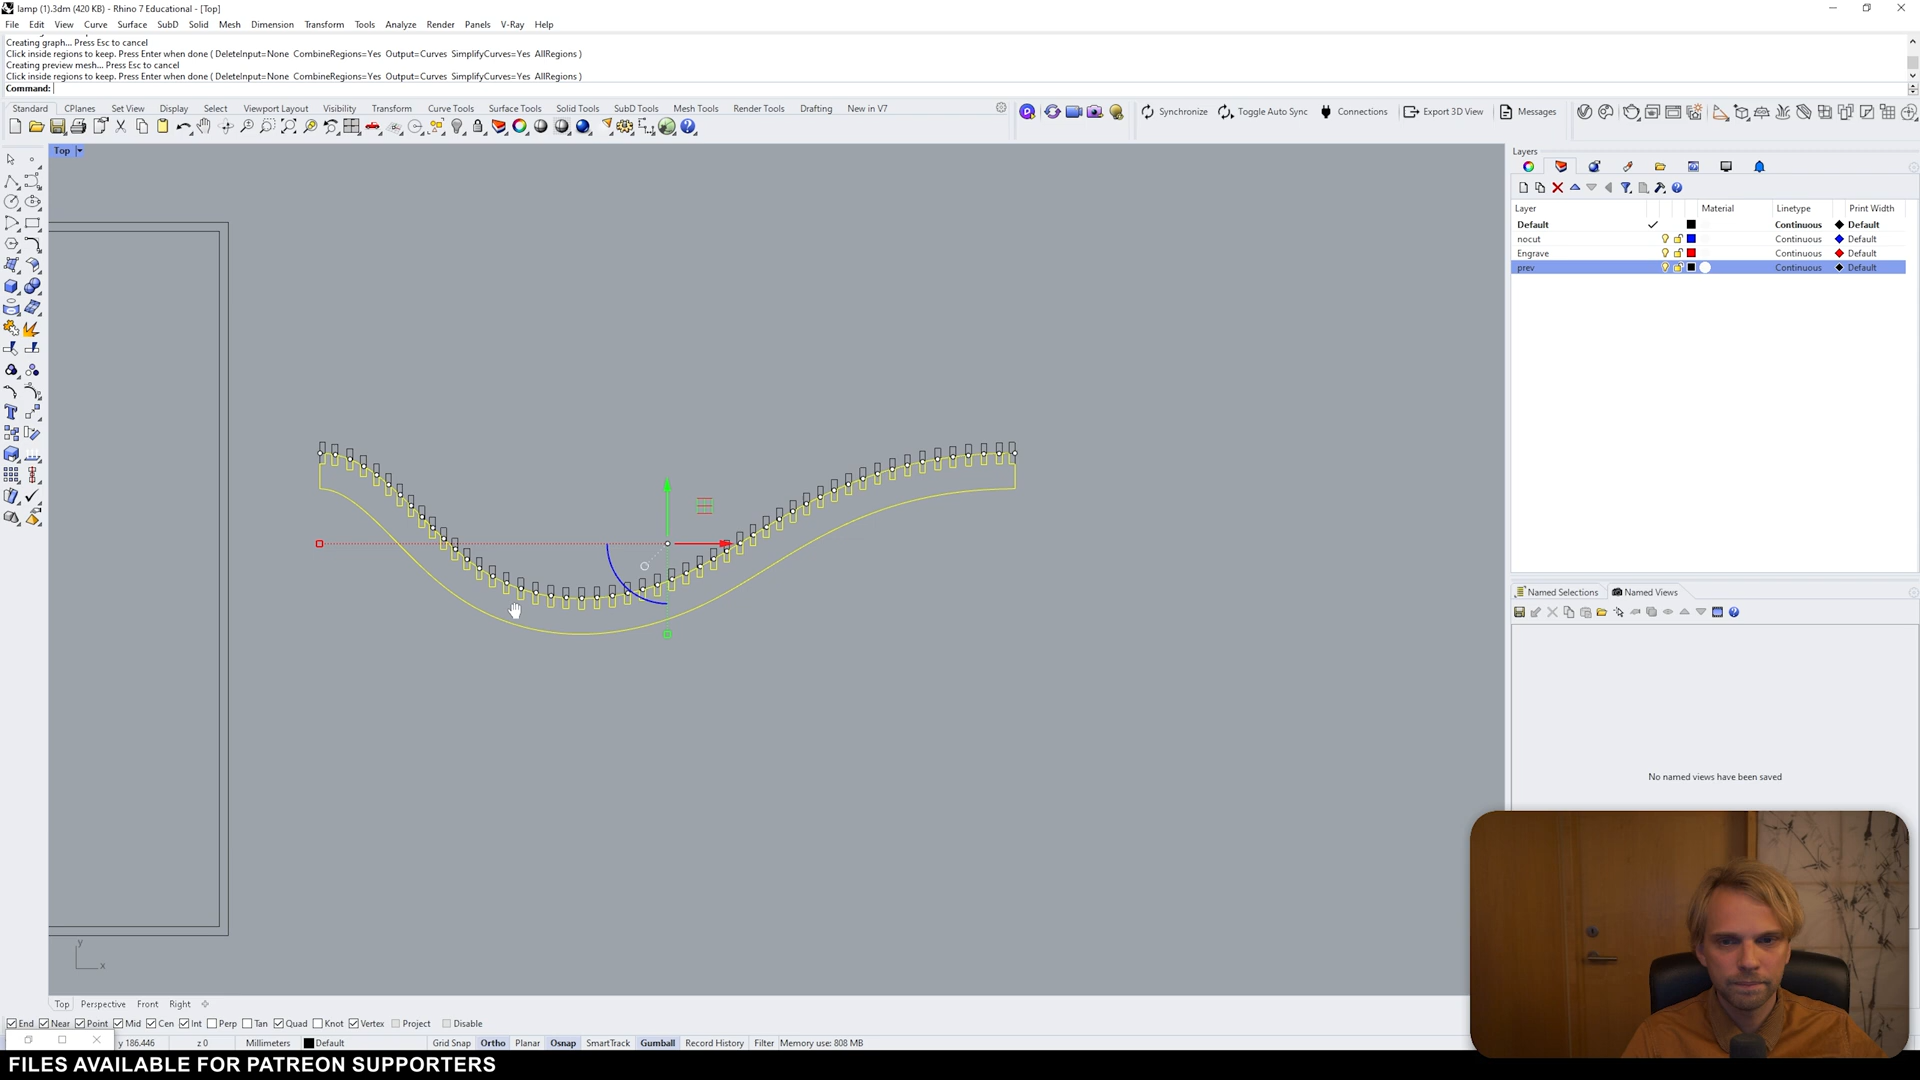 lamp (1).3dm (420 KB) - Rhino 7 Educational - [Top]
File Edit View Curve Surface SubD Solid Mesh Dimension Transform Tools Analyze Render Panels V-Ray Help
Creating graph... Press Esc to cancel
Click inside regions to keep. Press Enter when done ( DeleteInput=None CombineRegions=Yes Output=Curves SimplifyCurves=Yes AllRegions )
Creating preview mesh... Press Esc to cancel
Click inside regions to keep. Press Enter when done ( DeleteInput=None CombineRegions=Yes Output=Curves SimplifyCurves=Yes AllRegions )
Command:
Standard CPlanes Set View Display Select Viewport Layout Visibility Transform Curve Tools Surface Tools Solid Tools SubD Tools Mesh Tools Render Tools Drafting New in V7
Synchronize Toggle Auto Sync Connections Export 3D View Messages
Top
Layers
Layer Material Linetype Print Width
Default Continuous Default
nocut Continuous Default
Engrave Continuous Default
prev Continuous Default
Named Selections Named Views
No named views have been saved
y
x
Top Perspective Front Right
End Near Point Mid Cen Int Perp Tan Quad Knot Vertex Project Disable
y 186.446 z 0 Millimeters Default Grid Snap Ortho Planar Osnap SmartTrack Gumball Record History Filter Memory use: 808 MB
FILES AVAILABLE FOR PATREON SUPPORTERS